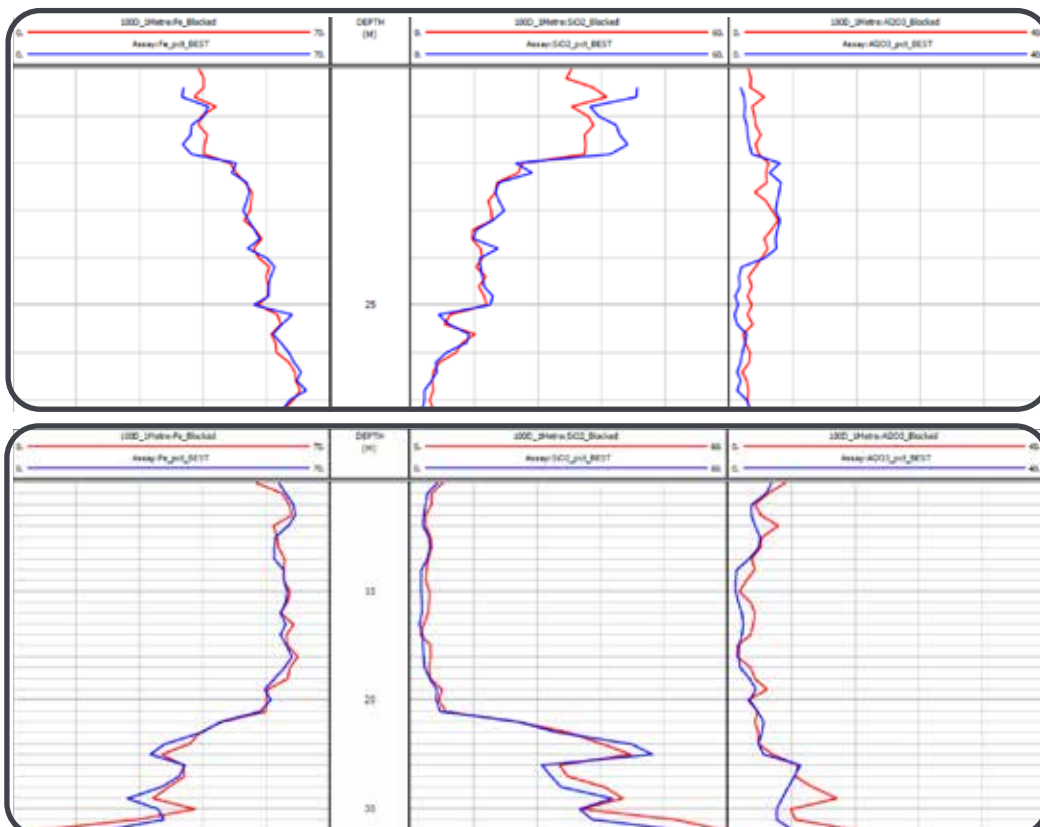 100D_1Metre:Fe_Blocked
0. 70.
Assay:Fe_pct_BEST
0. 70.
DEPTH
(M)
100D_1Metre:SiO2_Blocked
0. 60.
Assay:SiO2_pct_BEST
0. 60.
100D_1Metre:Al2O3_Blocked
0. 40.
Assay:Al2O3_pct_BEST
0. 40.
25
100D_1Metre:Fe_Blocked
0. 70.
Assay:Fe_pct_BEST
0. 70.
DEPTH
(M)
100D_1Metre:SiO2_Blocked
0. 60.
Assay:SiO2_pct_BEST
0. 60.
100D_1Metre:Al2O3_Blocked
0. 40.
Assay:Al2O3_pct_BEST
0. 40.
20
30